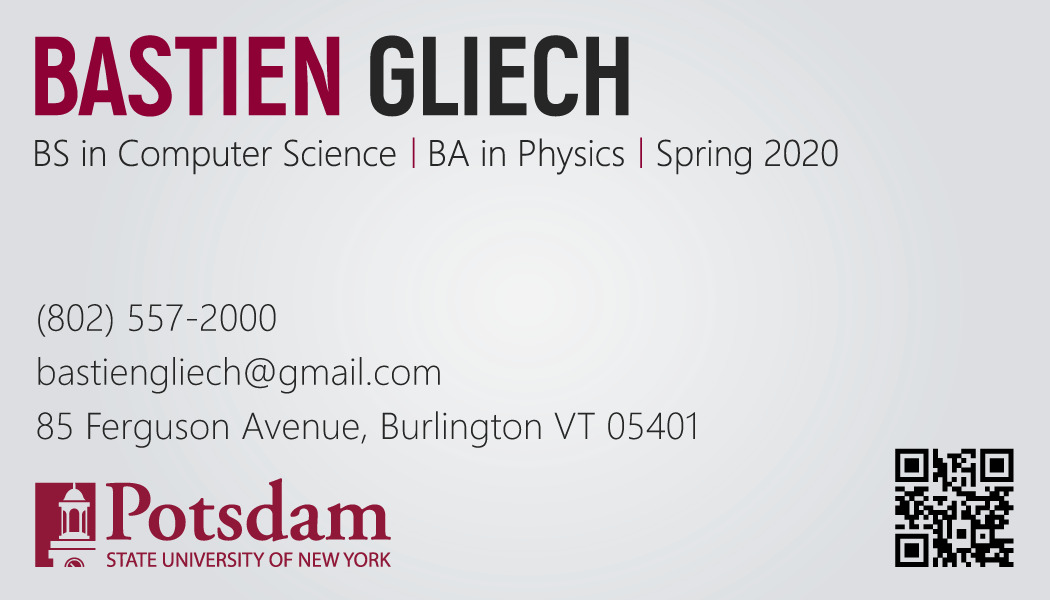 BASTIEN GLIECH
BS in Computer Science | BA in Physics | Spring 2020
(802) 557-2000
bastiengliech@gmail.com
85 Ferguson Avenue, Burlington VT 05401
Potsdam
STATE UNIVERSITY OF NEW YORK